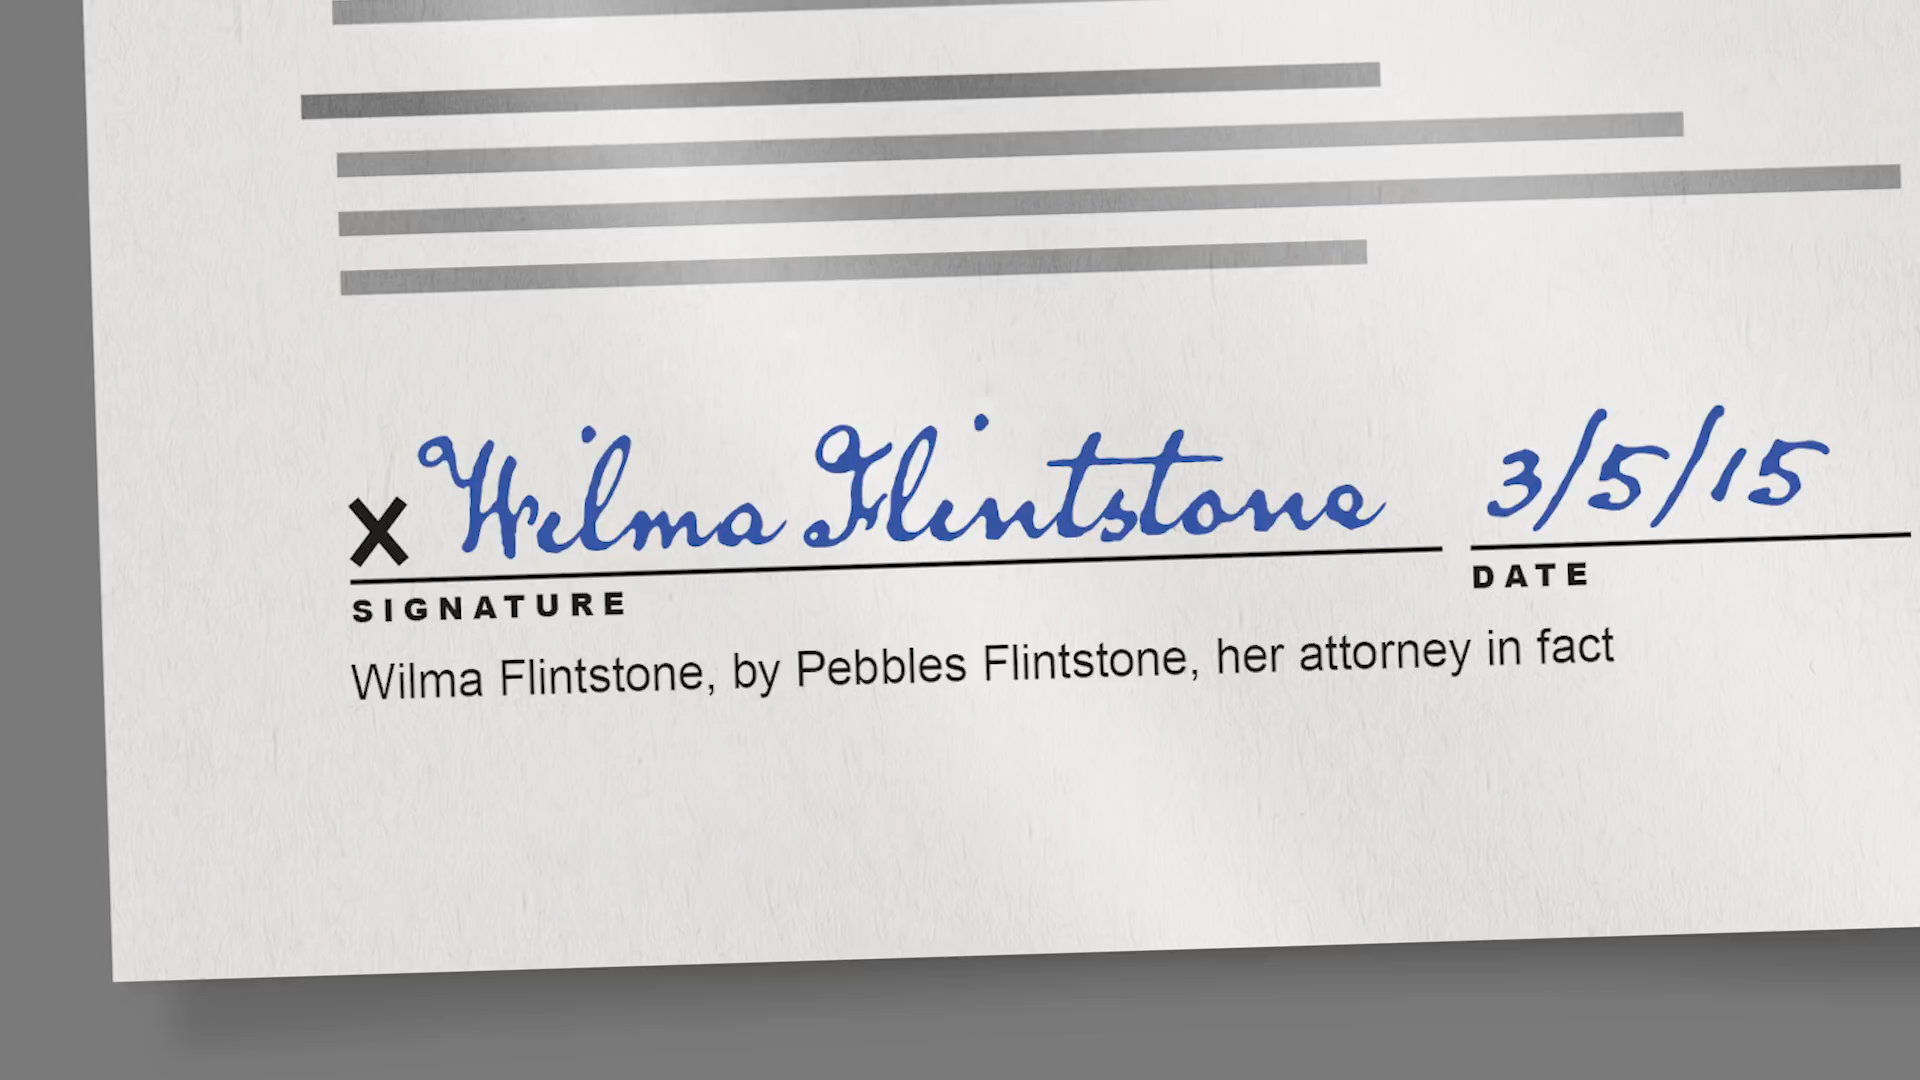 X Wilma Flintstone 3/5/15
SIGNATURE DATE
Wilma Flintstone, by Pebbles Flintstone, her attorney in fact